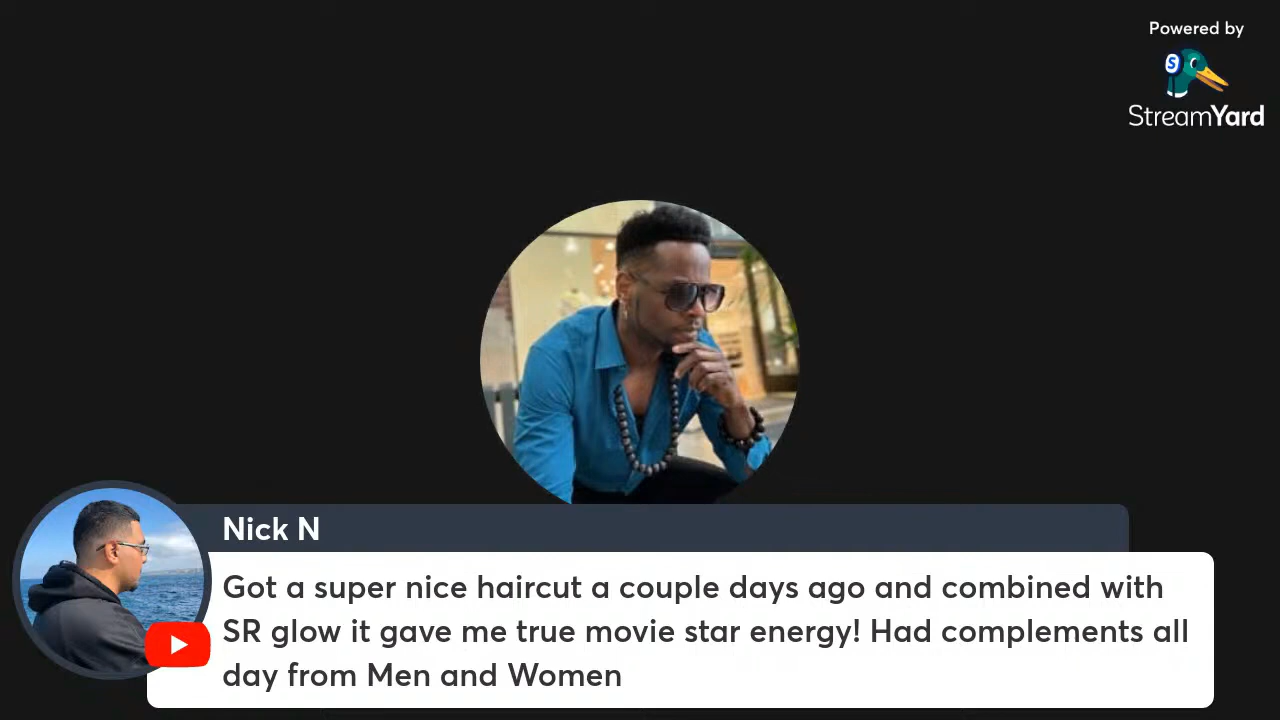 Powered by
S
StreamYard
Nick N
Got a super nice haircut a couple days ago and combined with
SR glow it gave me true movie star energy! Had complements all
day from Men and Women